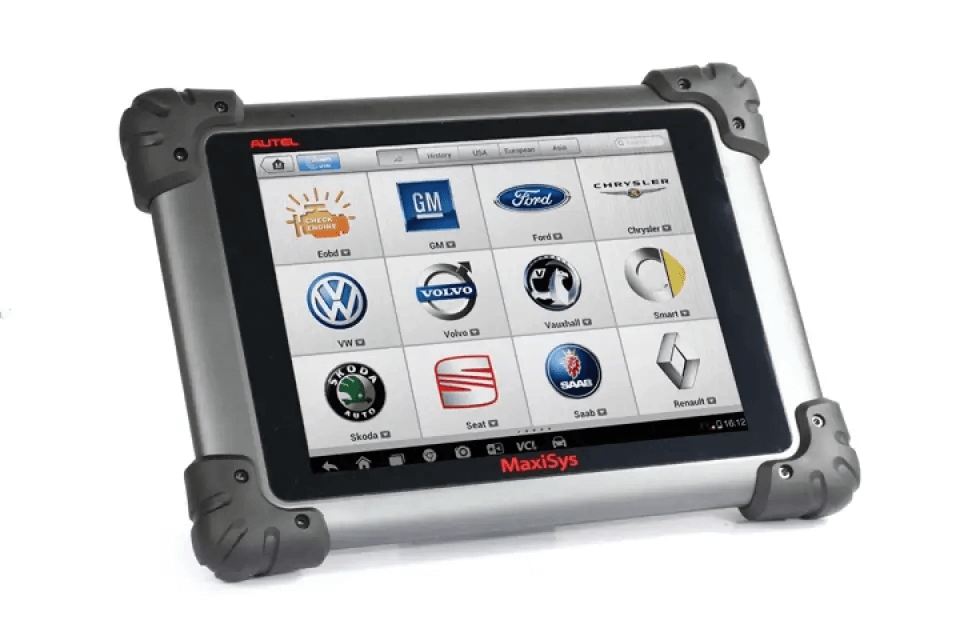 AUTEL
History
USA
European
Asia
CHECK
ENGINE
Eobd
GM
GM
Ford
Ford
CHRYSLER
Chrysler
VW
VOLVO
Volvo
Vauxhall
Smart
SKODA
AUTO
Skoda
Seat
SAAB
Saab
Renault
VCI
16:12
MaxiSys